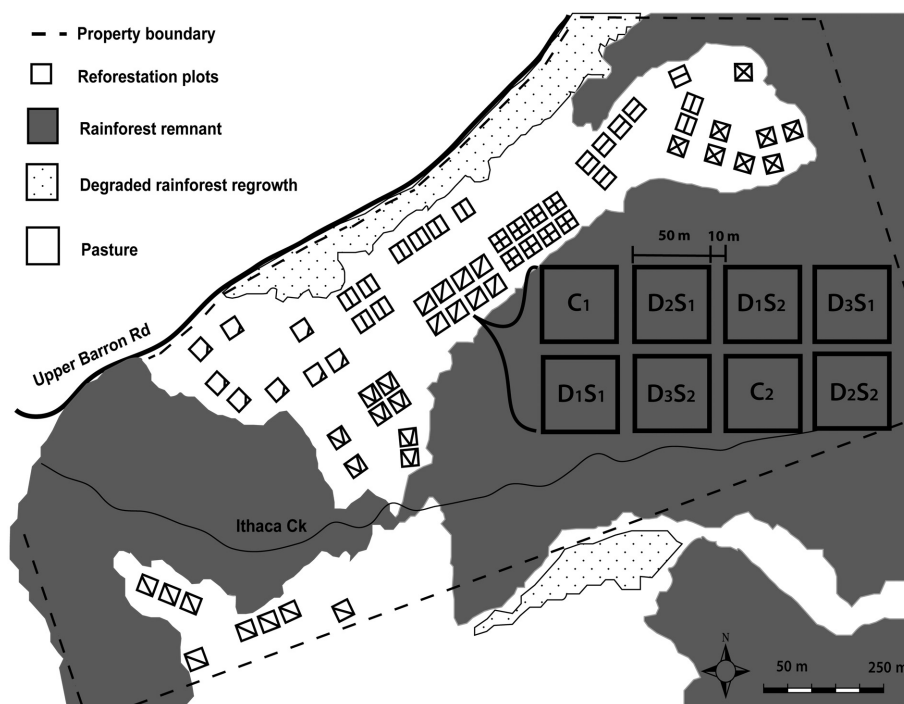 Property boundary
Reforestation plots
Rainforest remnant
Degraded rainforest regrowth
Pasture
Upper Barron Rd
50 m 10 m
C1 D2S1 D1S2 D3S1
D1S1 D3S2 C2 D2S2
Ithaca Ck
N
50 m 250 m